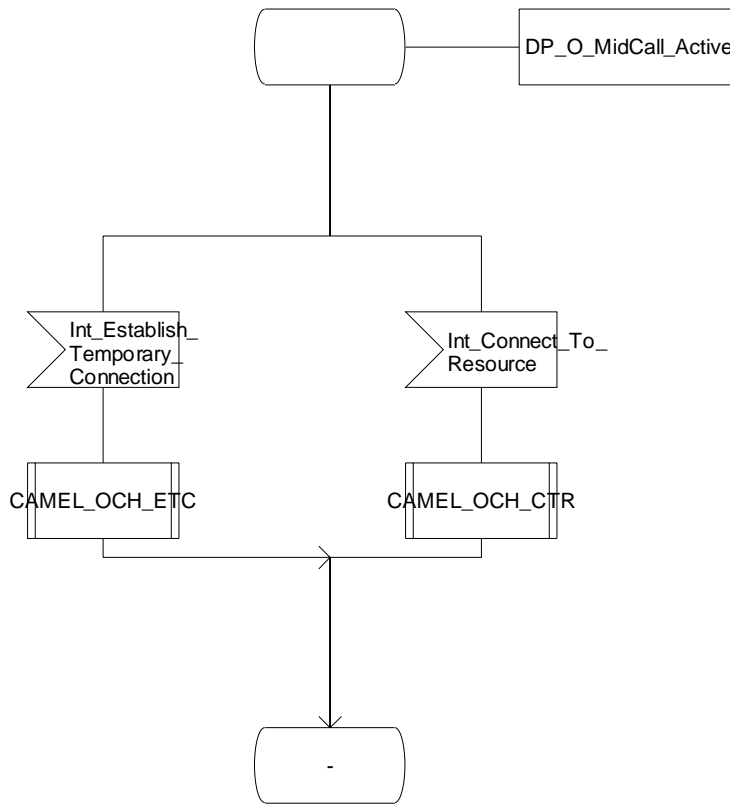 DP_O_MidCall_Active
Int_Establish_
Temporary_
Connection
Int_Connect_To_
Resource
CAMEL_OCH_ETC
CAMEL_OCH_CTR
-